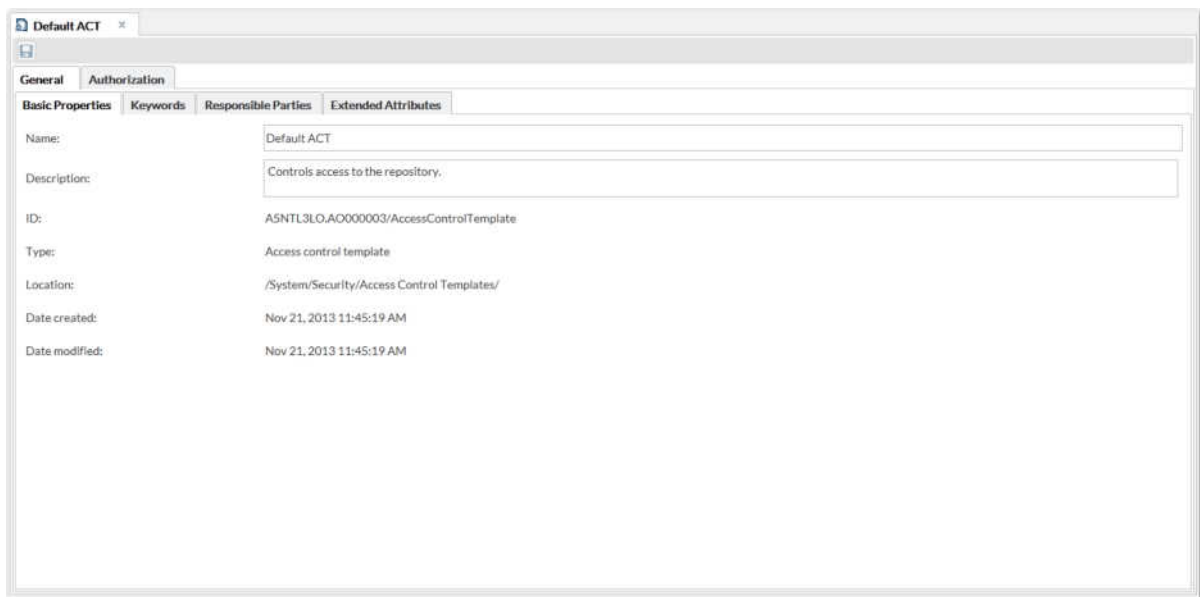 Default ACT
General Authorization
Basic Properties Keywords Responsible Parties Extended Attributes
Name: Default ACT
Description: Controls access to the repository.
ID: A5NTL3LO.AO000003/AccessControlTemplate
Type: Access control template
Location: /System/Security/Access Control Templates/
Date created: Nov 21, 2013 11:45:19 AM
Date modified: Nov 21, 2013 11:45:19 AM